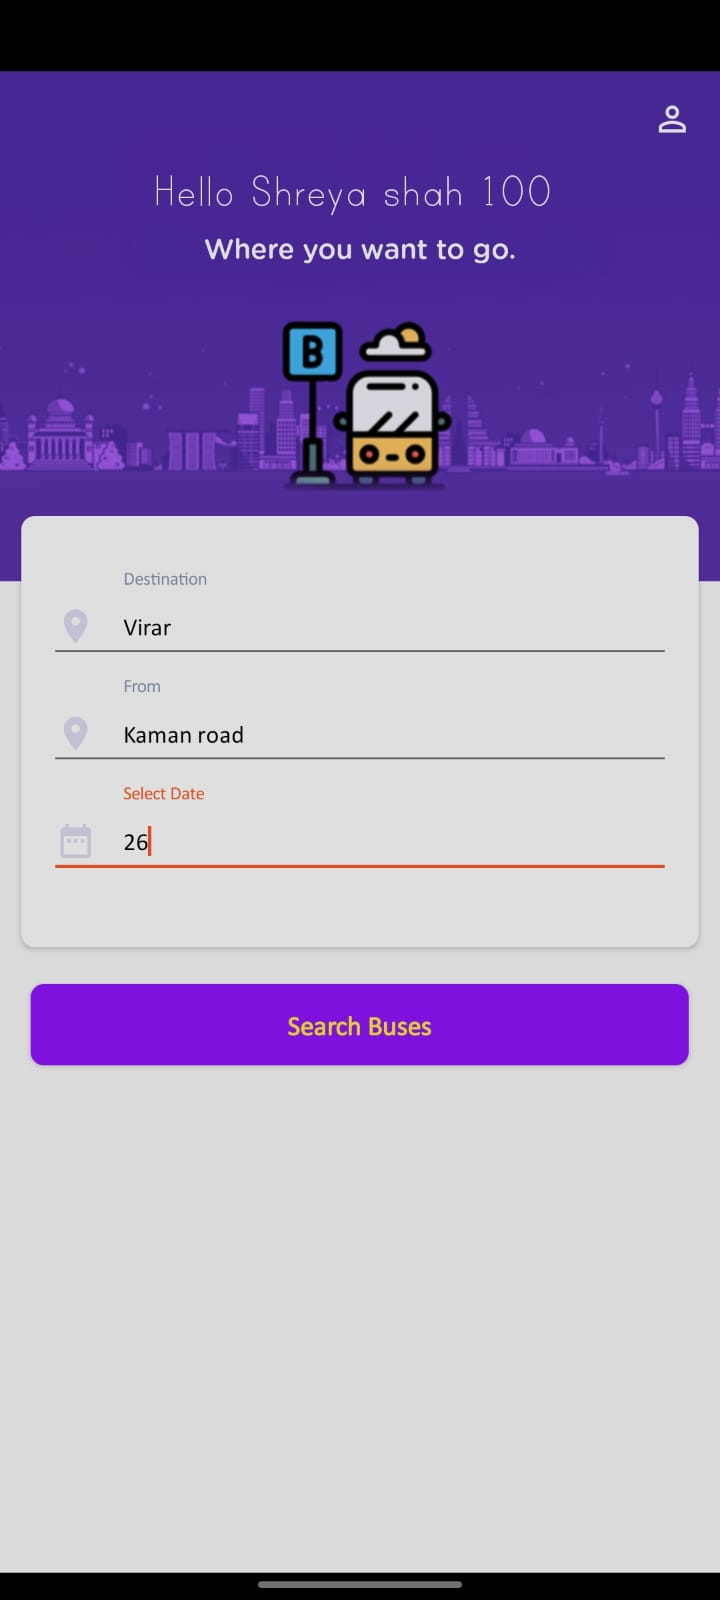 Hello Shreya shah 100
Where you want to go.
B
Destination
Virar
From
Kaman road
Select Date
26
Search Buses